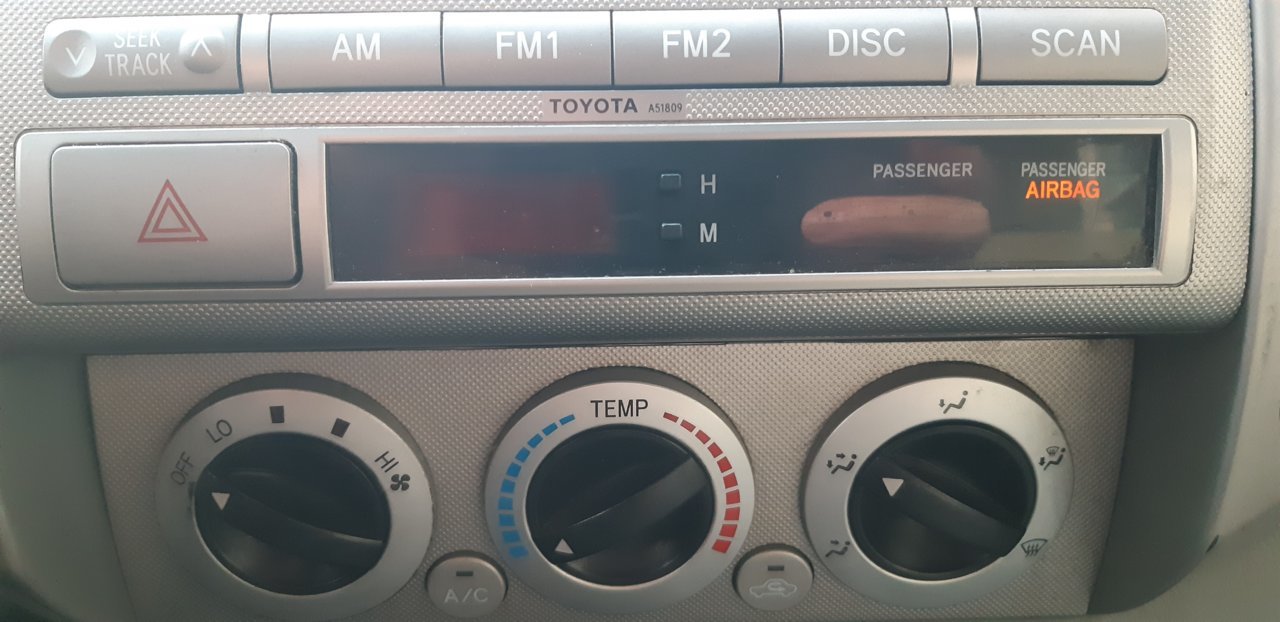 SEEK
TRACK
AM
FM1
FM2
DISC
SCAN
TOYOTA A51809
H
M
PASSENGER
PASSENGER
AIRBAG
OFF
LO
HI
TEMP
A/C